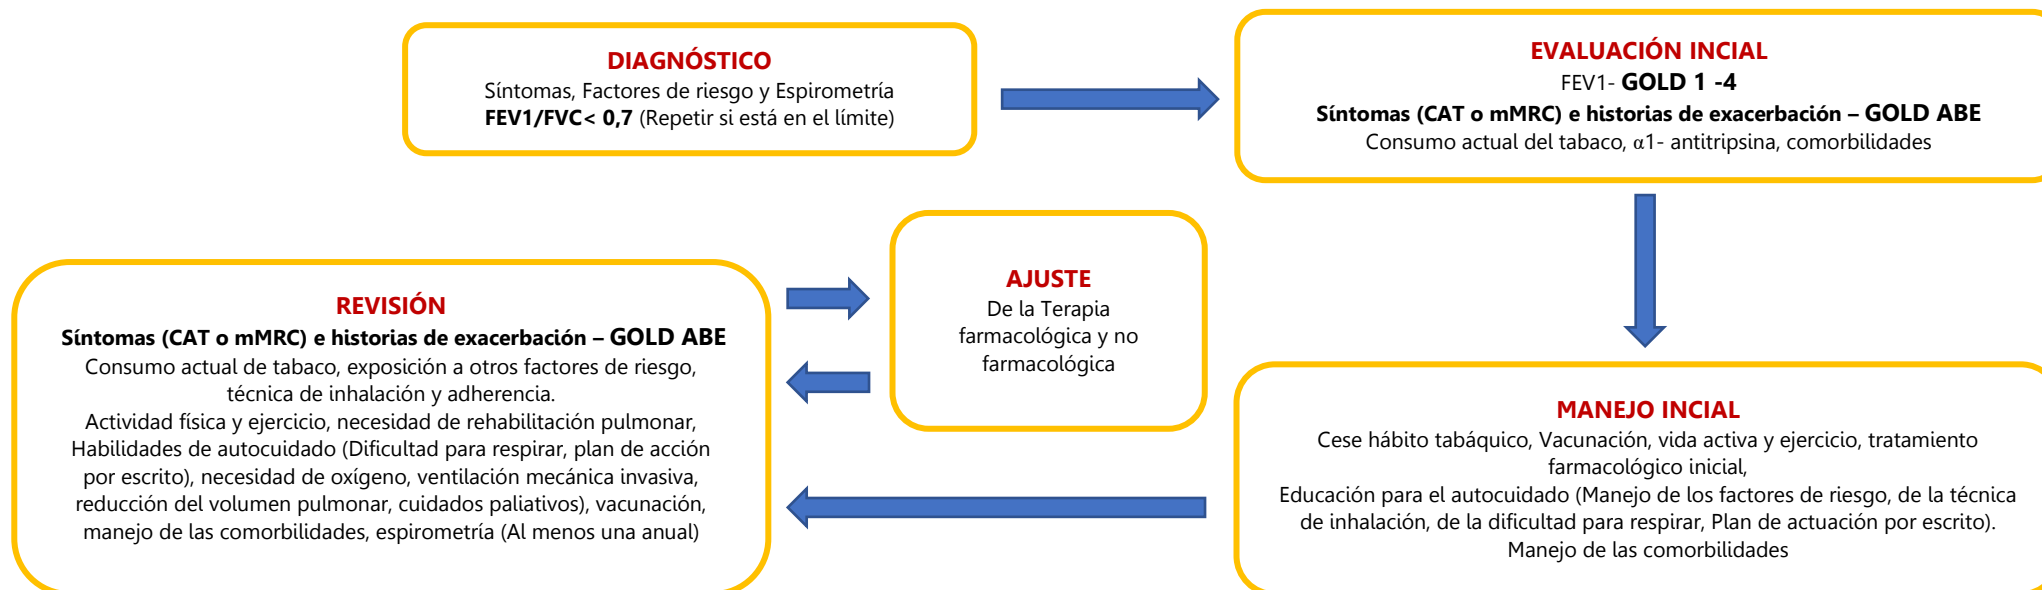 DIAGNÓSTICO
Síntomas, Factores de riesgo y Espirometría
FEV1/FVC< 0,7 (Repetir si está en el límite)
EVALUACIÓN INCIAL
FEV1- GOLD 1 -4
Síntomas (CAT o mMRC) e historias de exacerbación – GOLD ABE
Consumo actual del tabaco, α1- antitripsina, comorbilidades
MANEJO INCIAL
Cese hábito tabáquico, Vacunación, vida activa y ejercicio, tratamiento
farmacológico inicial,
Educación para el autocuidado (Manejo de los factores de riesgo, de la técnica
de inhalación, de la dificultad para respirar, Plan de actuación por escrito).
Manejo de las comorbilidades
REVISIÓN
Síntomas (CAT o mMRC) e historias de exacerbación – GOLD ABE
Consumo actual de tabaco, exposición a otros factores de riesgo,
técnica de inhalación y adherencia.
Actividad física y ejercicio, necesidad de rehabilitación pulmonar,
Habilidades de autocuidado (Dificultad para respirar, plan de acción
por escrito), necesidad de oxígeno, ventilación mecánica invasiva,
reducción del volumen pulmonar, cuidados paliativos), vacunación,
manejo de las comorbilidades, espirometría (Al menos una anual)
AJUSTE
De la Terapia
farmacológica y no
farmacológica